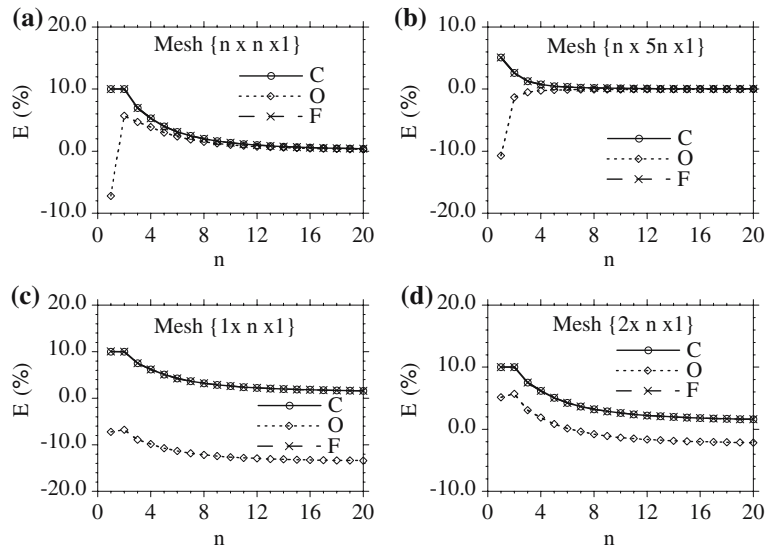 (a)
20.0
10.0
0.0
-10.0
E (%)
Mesh {n x n x1}
C
O
F
0 4 8 12 16 20
n
(b)
10.0
0.0
-10.0
-20.0
E (%)
Mesh {n x 5n x1}
C
O
F
0 4 8 12 16 20
n
(c)
20.0
10.0
0.0
-10.0
-20.0
E (%)
Mesh {1x n x1}
C
O
F
0 4 8 12 16 20
n
(d)
20.0
10.0
0.0
-10.0
E (%)
Mesh {2x n x1}
C
O
F
0 4 8 12 16 20
n